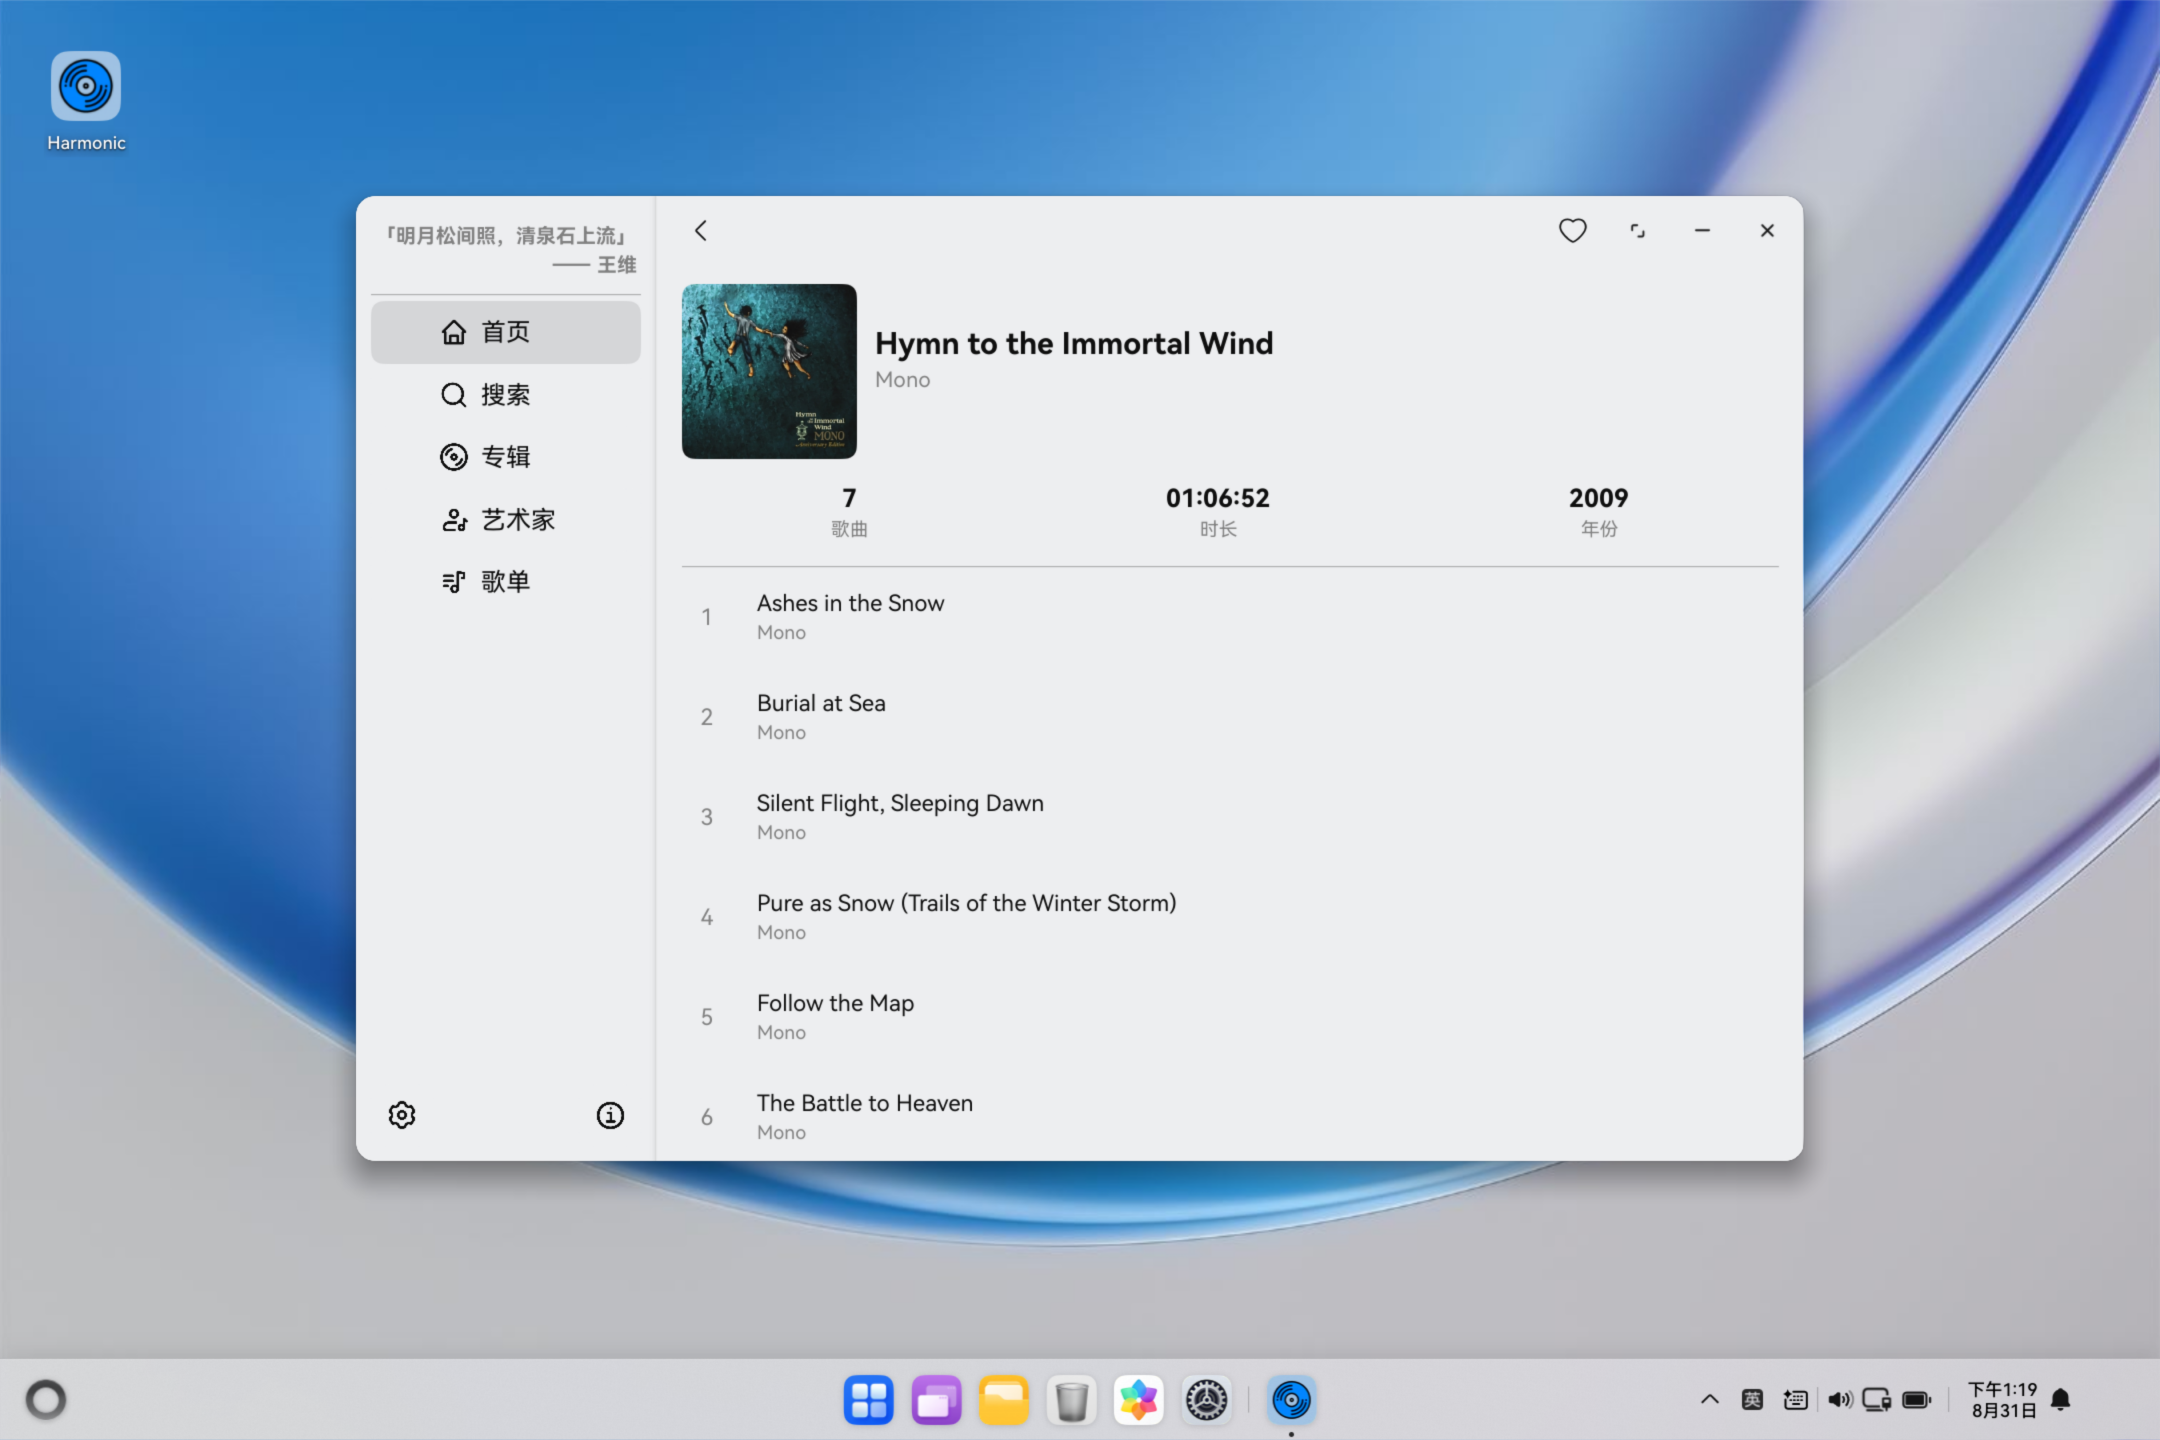 Harmonic
「明月松间照，清泉石上流」
—— 王维
首页
搜索
专辑
艺术家
歌单
Hymn to the Immortal Wind
Mono
Hymn
Immortal
Wind
MONO
7
歌曲
01:06:52
时长
2009
年份
1
Ashes in the Snow
Mono
2
Burial at Sea
Mono
3
Silent Flight, Sleeping Dawn
Mono
4
Pure as Snow (Trails of the Winter Storm)
Mono
5
Follow the Map
Mono
6
The Battle to Heaven
Mono
英
下午1:19
8月31日